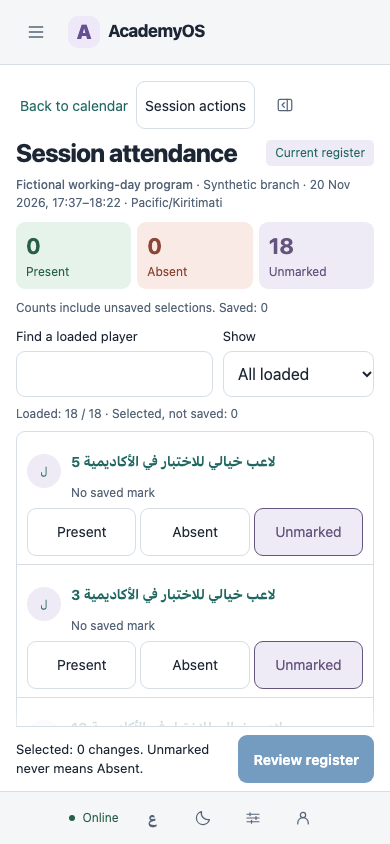 A AcademyOS
Back to calendar Session actions
Session attendance Current register
Fictional working-day program · Synthetic branch · 20 Nov
2026, 17:37–18:22 · Pacific/Kiritimati
0 0 18
Present Absent Unmarked
Counts include unsaved selections. Saved: 0
Find a loaded player Show
All loaded
Loaded: 18 / 18 · Selected, not saved: 0
ل لاعب خيالي للاختبار في الأكاديمية 5
No saved mark
Present Absent Unmarked
ل لاعب خيالي للاختبار في الأكاديمية 3
No saved mark
Present Absent Unmarked
Selected: 0 changes. Unmarked
never means Absent.
Review register
Online ع